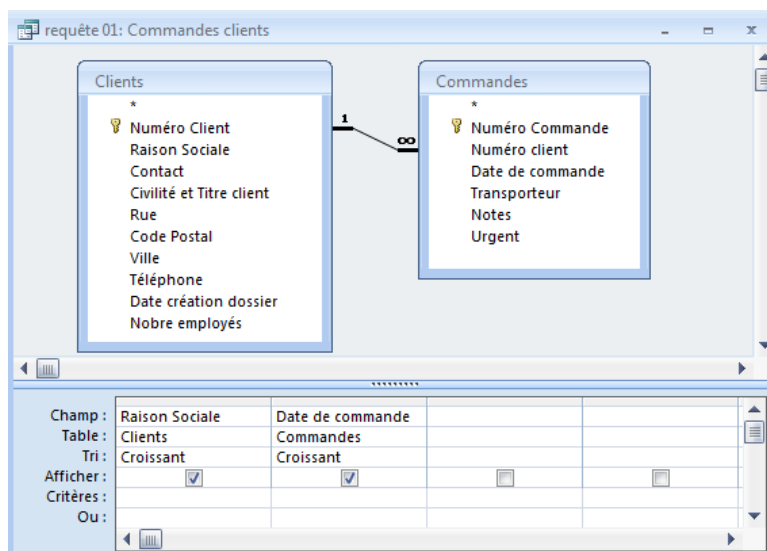 requête 01: Commandes clients
Clients
*
Numéro Client
Raison Sociale
Contact
Civilité et Titre client
Rue
Code Postal
Ville
Téléphone
Date création dossier
Nobre employés
1
∞
Commandes
*
Numéro Commande
Numéro client
Date de commande
Transporteur
Notes
Urgent
Champ : Raison Sociale Date de commande
Table : Clients Commandes
Tri : Croissant Croissant
Afficher :
Critères :
Ou :